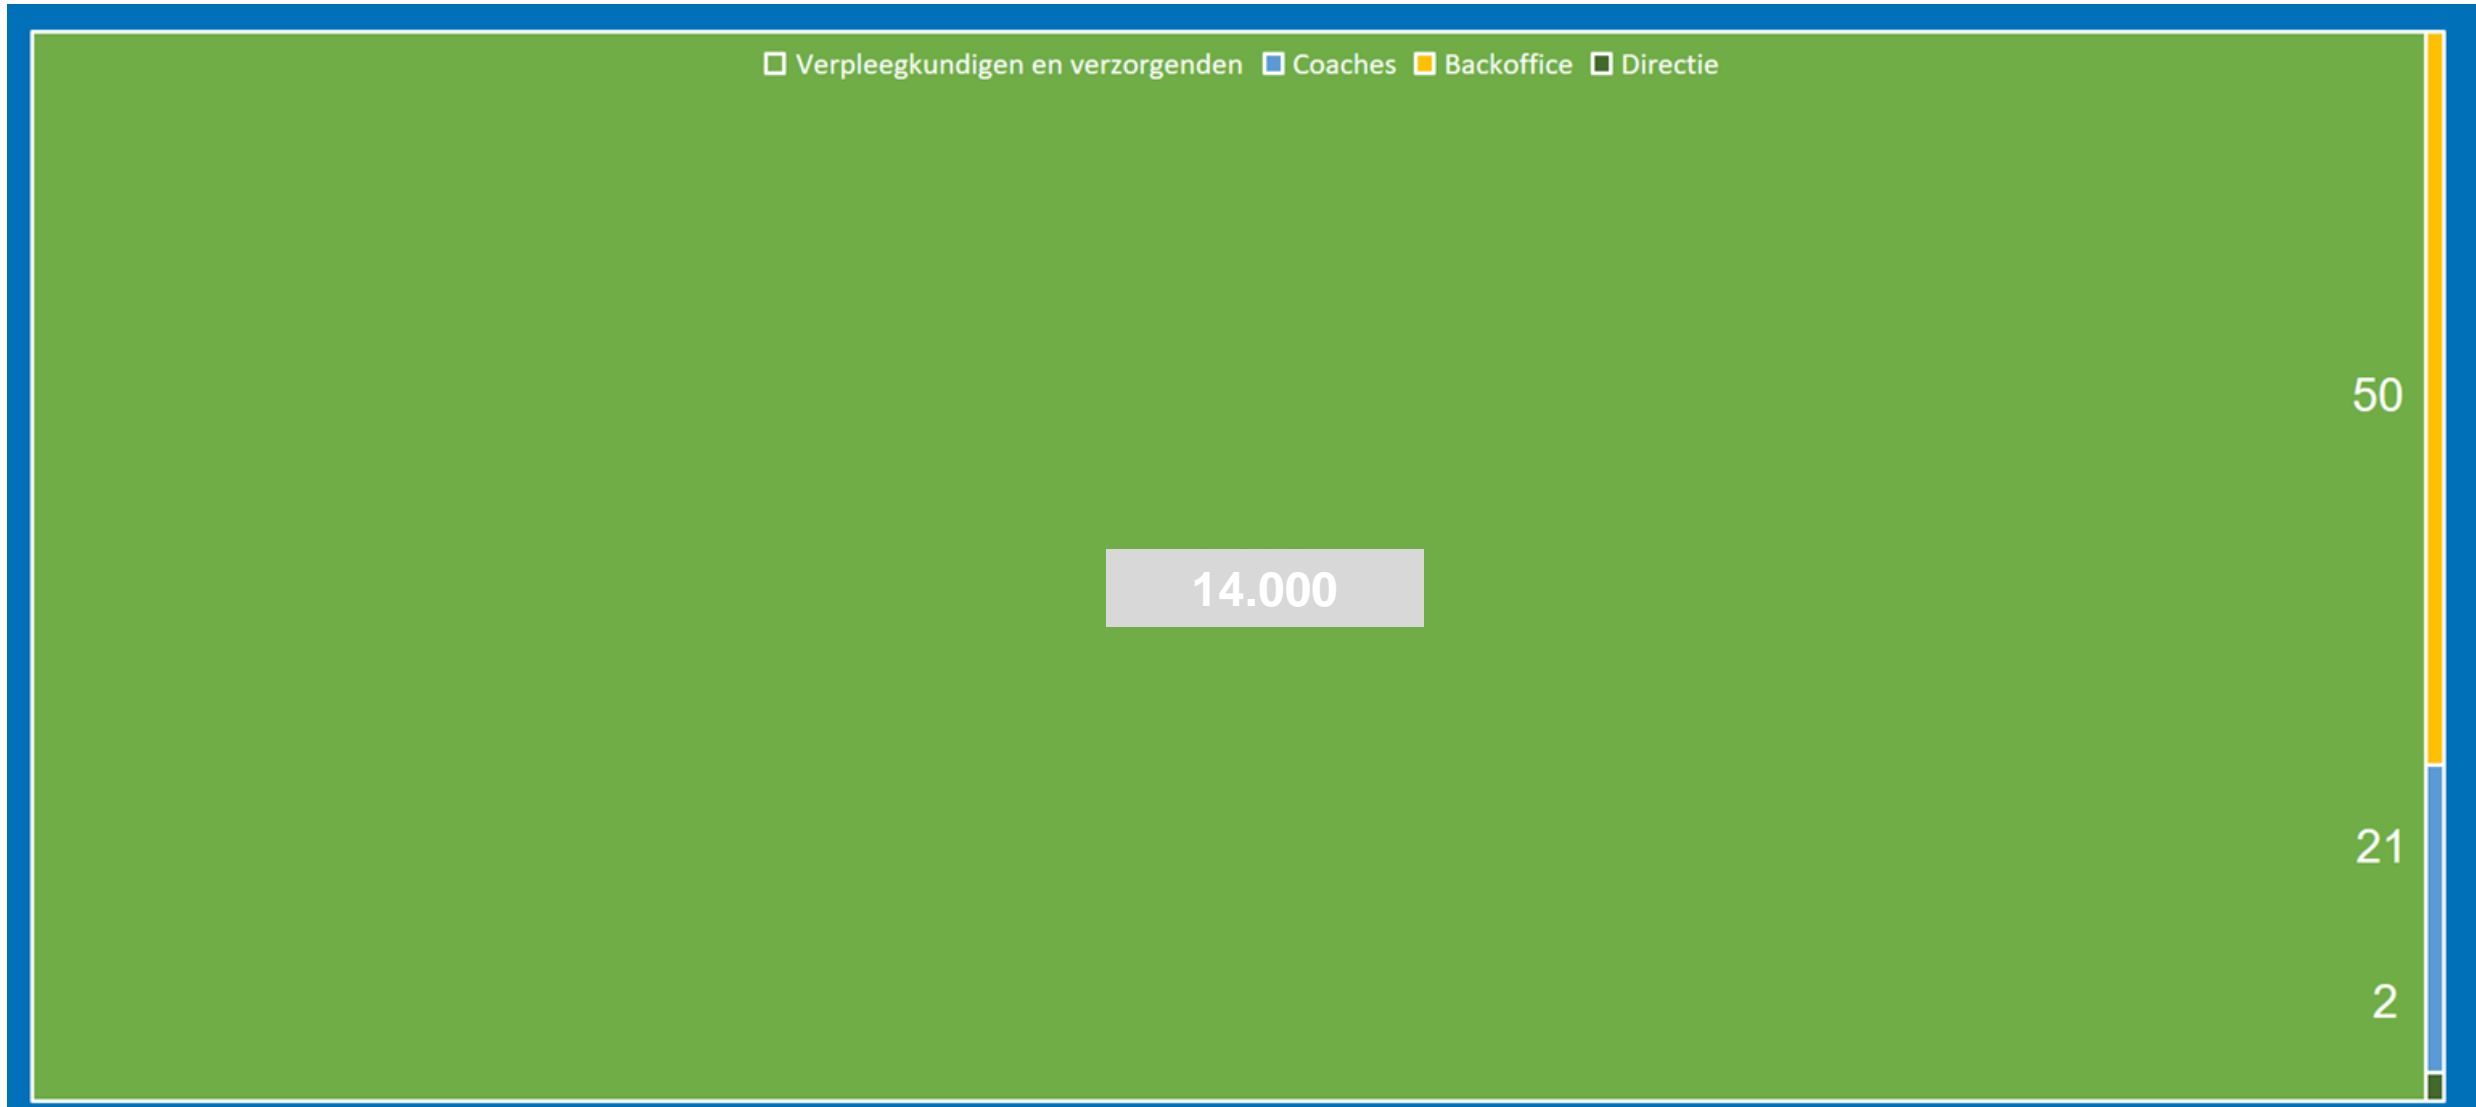 Verpleegkundigen en verzorgenden Coaches Backoffice Directie
50
14.000
21
2